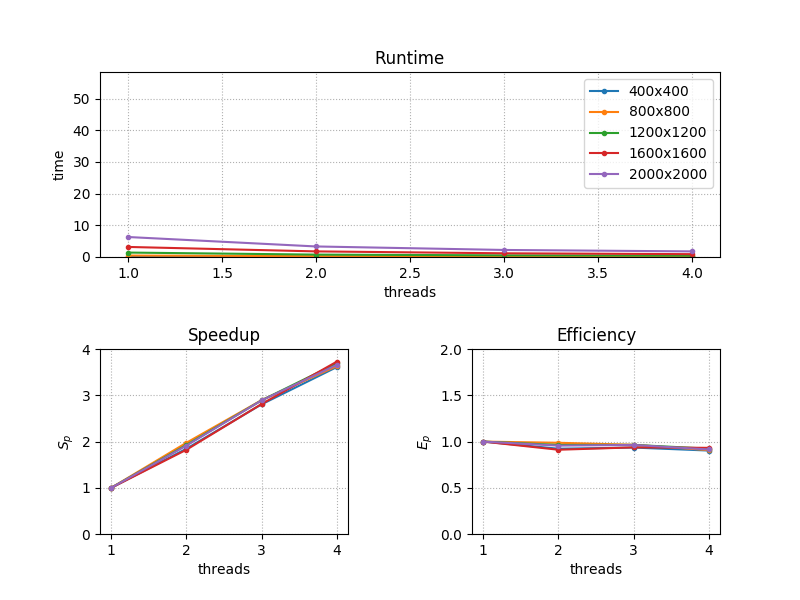 Runtime
time
50
40
30
20
10
0
1.0 1.5 2.0 2.5 3.0 3.5 4.0
threads
400x400
800x800
1200x1200
1600x1600
2000x2000
Speedup
Sp
4
3
2
1
0
1 2 3 4
threads
Efficiency
Ep
2.0
1.5
1.0
0.5
0.0
1 2 3 4
threads